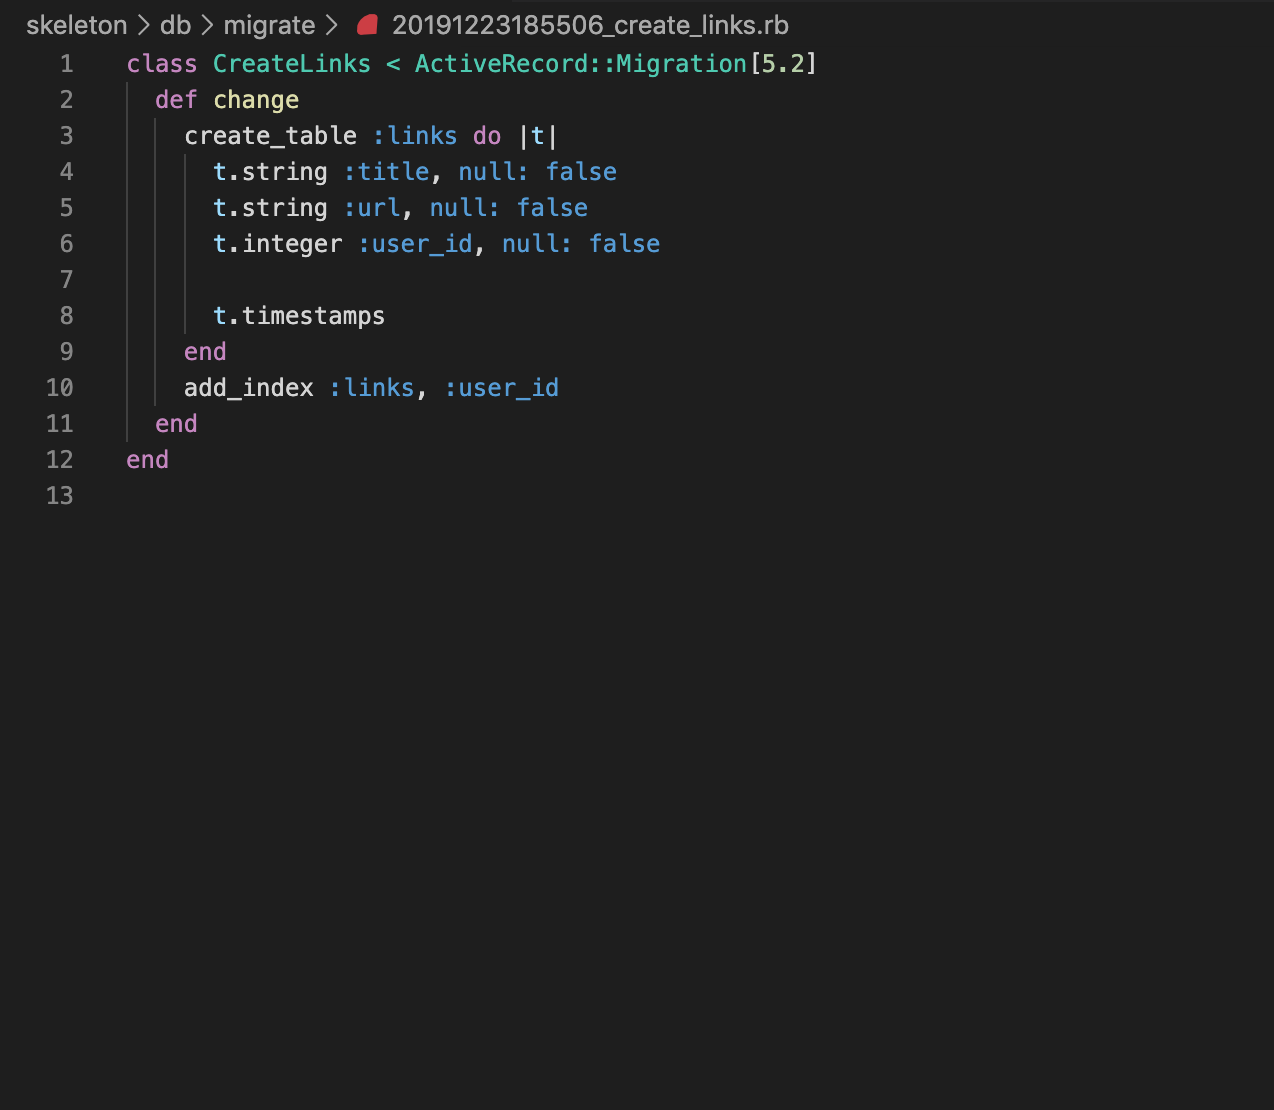 skeleton > db > migrate > 20191223185506_create_links.rb
1 class CreateLinks < ActiveRecord::Migration[5.2]
2   def change
3     create_table :links do |t|
4       t.string :title, null: false
5       t.string :url, null: false
6       t.integer :user_id, null: false
7
8       t.timestamps
9     end
10     add_index :links, :user_id
11   end
12 end
13